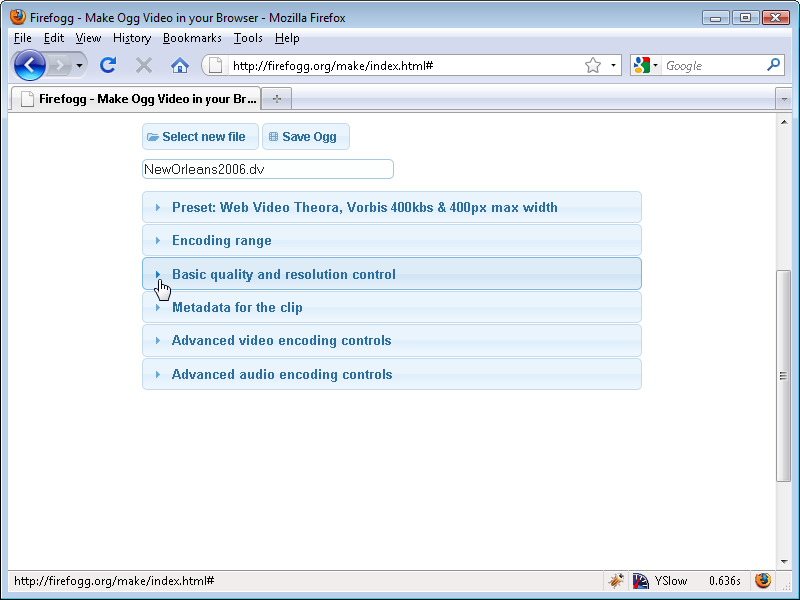 Firefogg - Make Ogg Video in your Browser - Mozilla Firefox
File Edit View History Bookmarks Tools Help
http://firefogg.org/make/index.html# Google
Firefogg - Make Ogg Video in your Br...
Select new file Save Ogg
NewOrleans2006.dv
Preset: Web Video Theora, Vorbis 400kbs & 400px max width
Encoding range
Basic quality and resolution control
Metadata for the clip
Advanced video encoding controls
Advanced audio encoding controls
http://firefogg.org/make/index.html# YSlow 0.636s